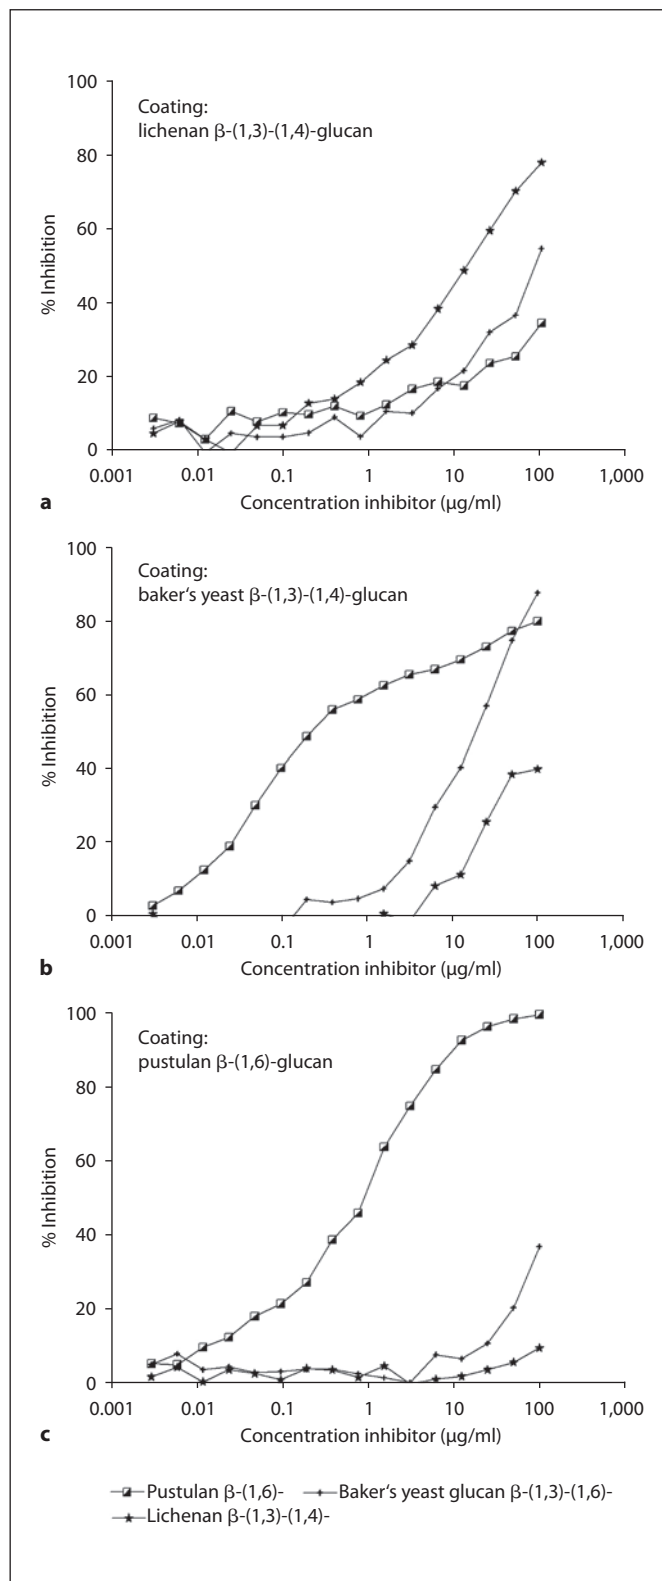 100
80
60
40
20
0
% Inhibition
Coating:
lichenan β-(1,3)-(1,4)-glucan
0.001 0.01 0.1 1 10 100 1,000
a Concentration inhibitor (µg/ml)
100
80
60
40
20
0
% Inhibition
Coating:
baker's yeast β-(1,3)-(1,4)-glucan
0.001 0.01 0.1 1 10 100 1,000
b Concentration inhibitor (µg/ml)
100
80
60
40
20
0
% Inhibition
Coating:
pustulan β-(1,6)-glucan
0.001 0.01 0.1 1 10 100 1,000
c Concentration inhibitor (µg/ml)
Pustulan β-(1,6)- Baker's yeast glucan β-(1,3)-(1,6)-
Lichenan β-(1,3)-(1,4)-